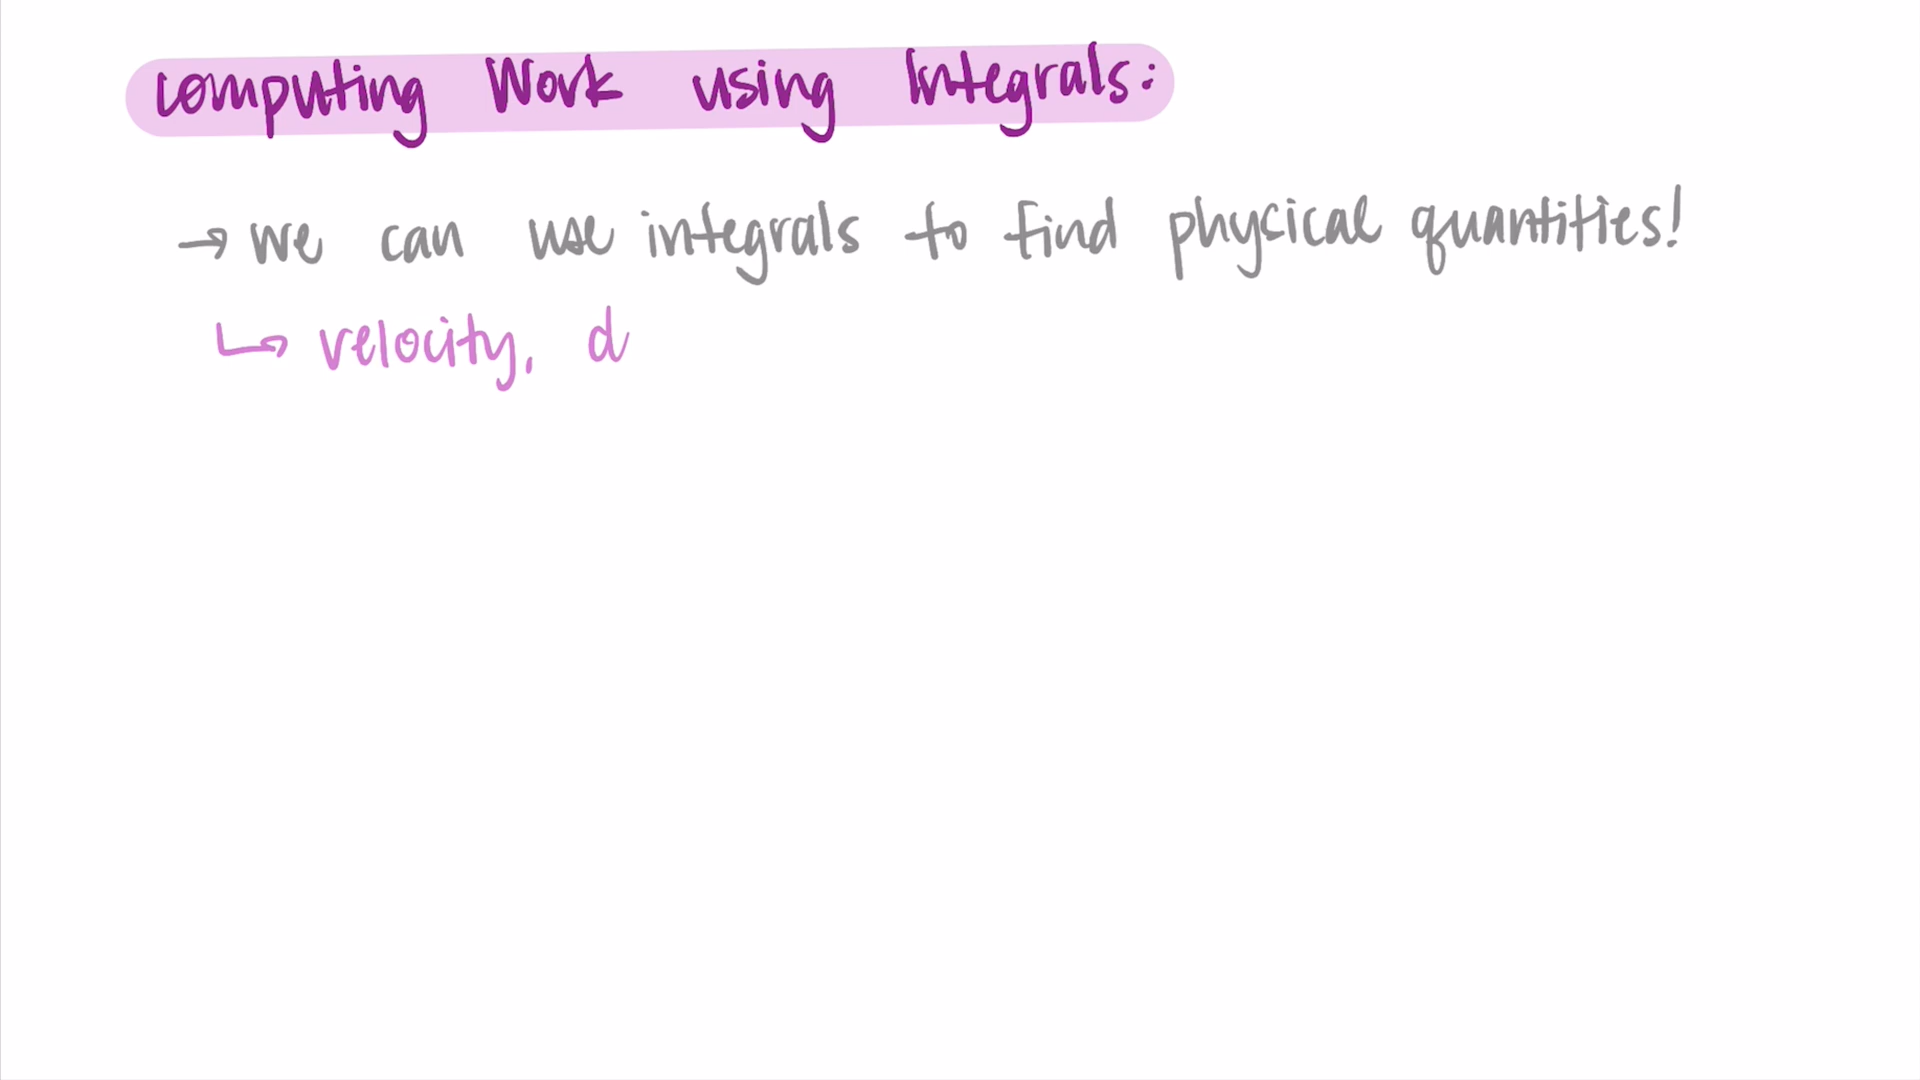 Computing Work using Integrals:
→ we can use integrals to find physical quantities!
↳ velocity, d